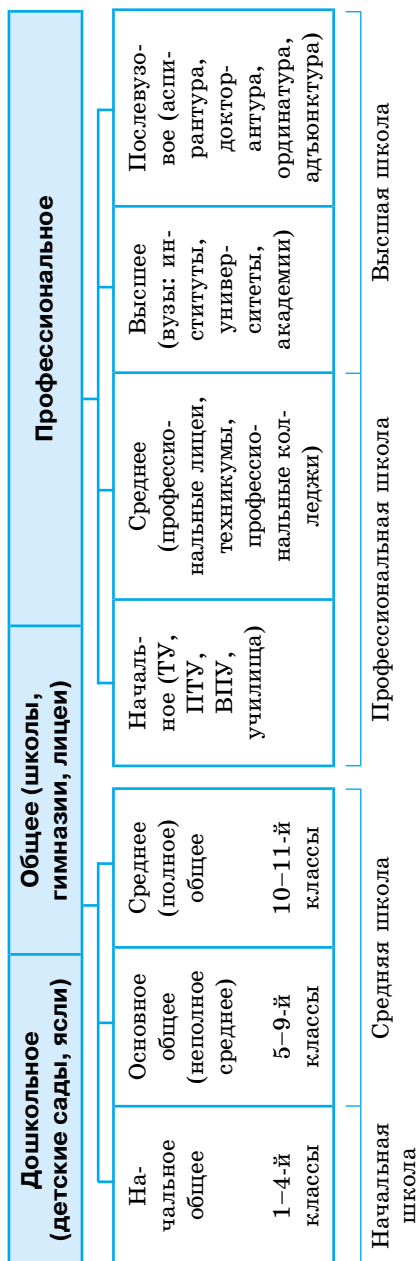 Дошкольное
(детские сады, ясли)
Общее (школы,
гимназии, лицеи)
Профессиональное
На-
чальное
общее
1–4-й
классы
Основное
общее
(неполное
среднее)
5–9-й
классы
Среднее
(полное)
общее
10–11-й
классы
Началь-
ное (ТУ,
ПТУ,
ВПУ,
училища)
Среднее
(профессио-
нальные лицеи,
техникумы,
профессио-
нальные кол-
леджи)
Высшее
(вузы: ин-
ституты,
универ-
ситеты,
академии)
Послевузо-
вое (аспи-
рантура,
доктор-
антура,
ординатура,
адъюнктура)
Начальная
школа
Средняя школа
Профессиональная школа
Высшая школа